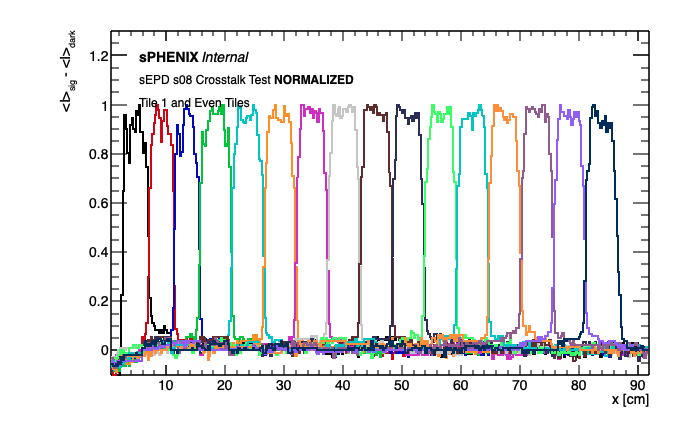 <I>sig - <I>dark
sPHENIX Internal
sEPD s08 Crosstalk Test NORMALIZED
Tile 1 and Even Tiles
1.2
1
0.8
0.6
0.4
0.2
0
10 20 30 40 50 60 70 80 90
x [cm]